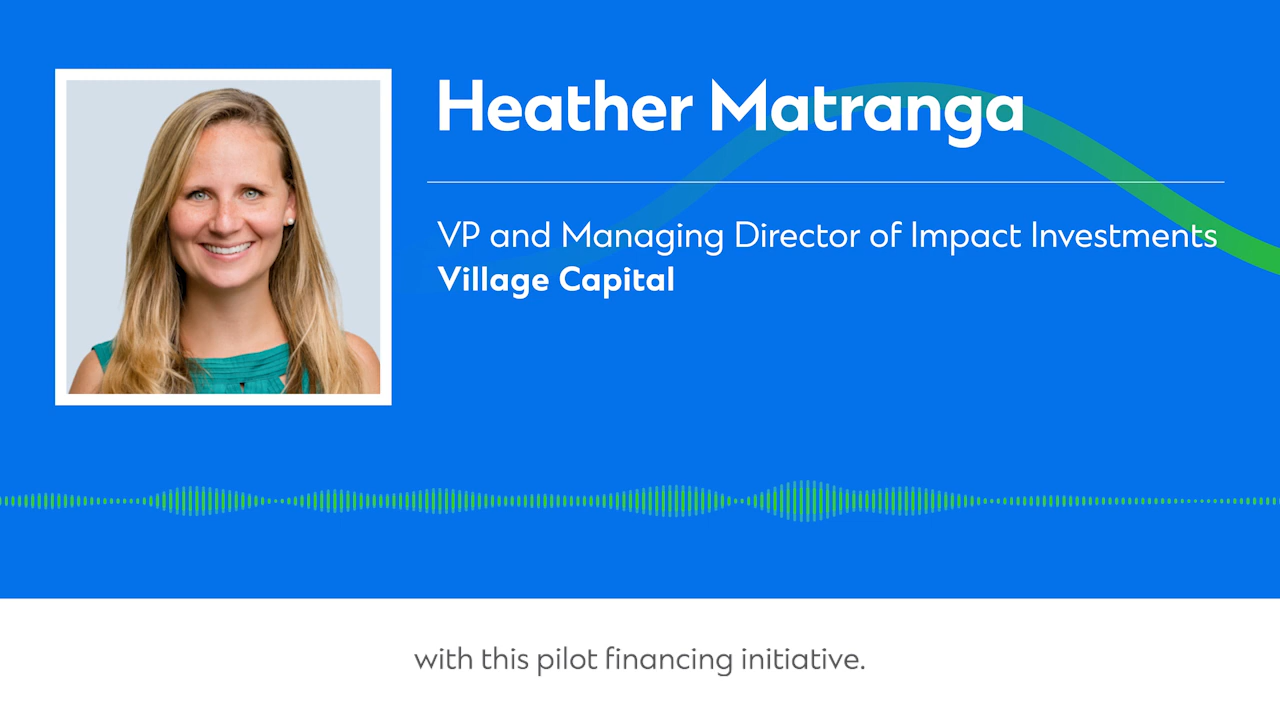 Heather Matranga
VP and Managing Director of Impact Investments
Village Capital
with this pilot financing initiative.